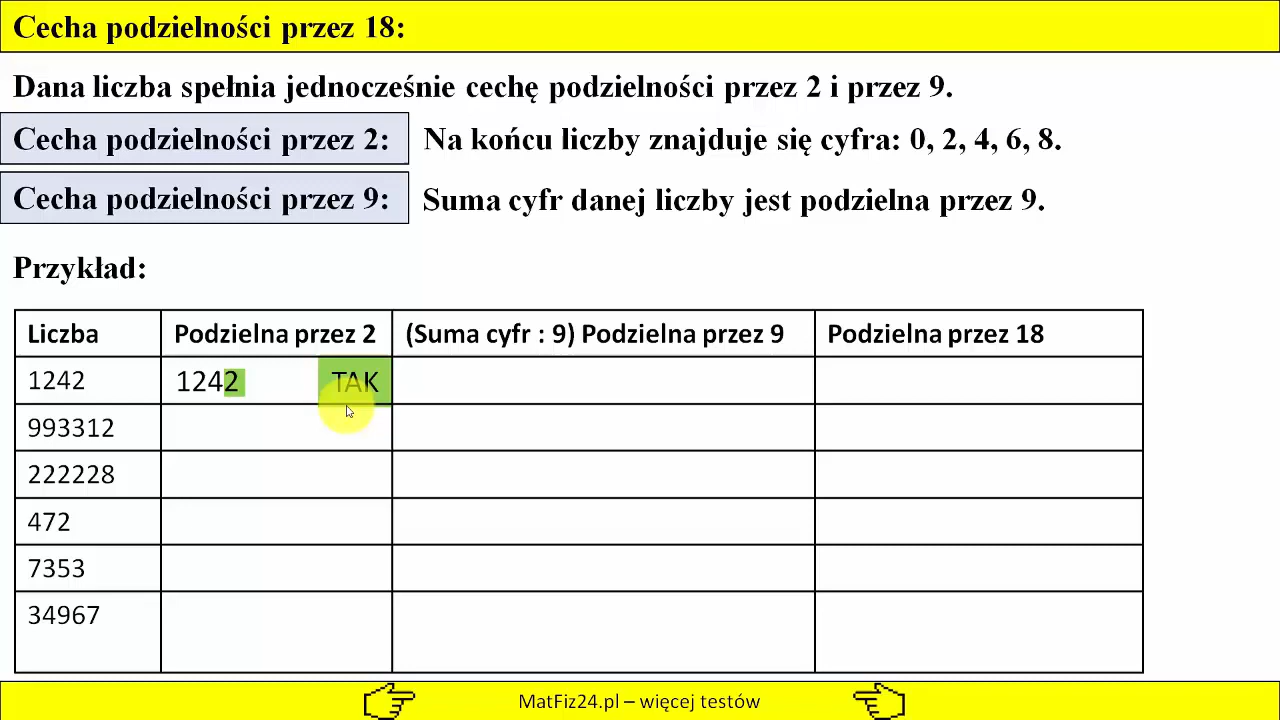 Cecha podzielności przez 18:
Dana liczba spełnia jednocześnie cechę podzielności przez 2 i przez 9.
Cecha podzielności przez 2: Na końcu liczby znajduje się cyfra: 0, 2, 4, 6, 8.
Cecha podzielności przez 9: Suma cyfr danej liczby jest podzielna przez 9.
Przykład:
Liczba Podzielna przez 2 (Suma cyfr : 9) Podzielna przez 9 Podzielna przez 18
1242 1242 TAK
993312
222228
472
7353
34967
MatFiz24.pl – więcej testów